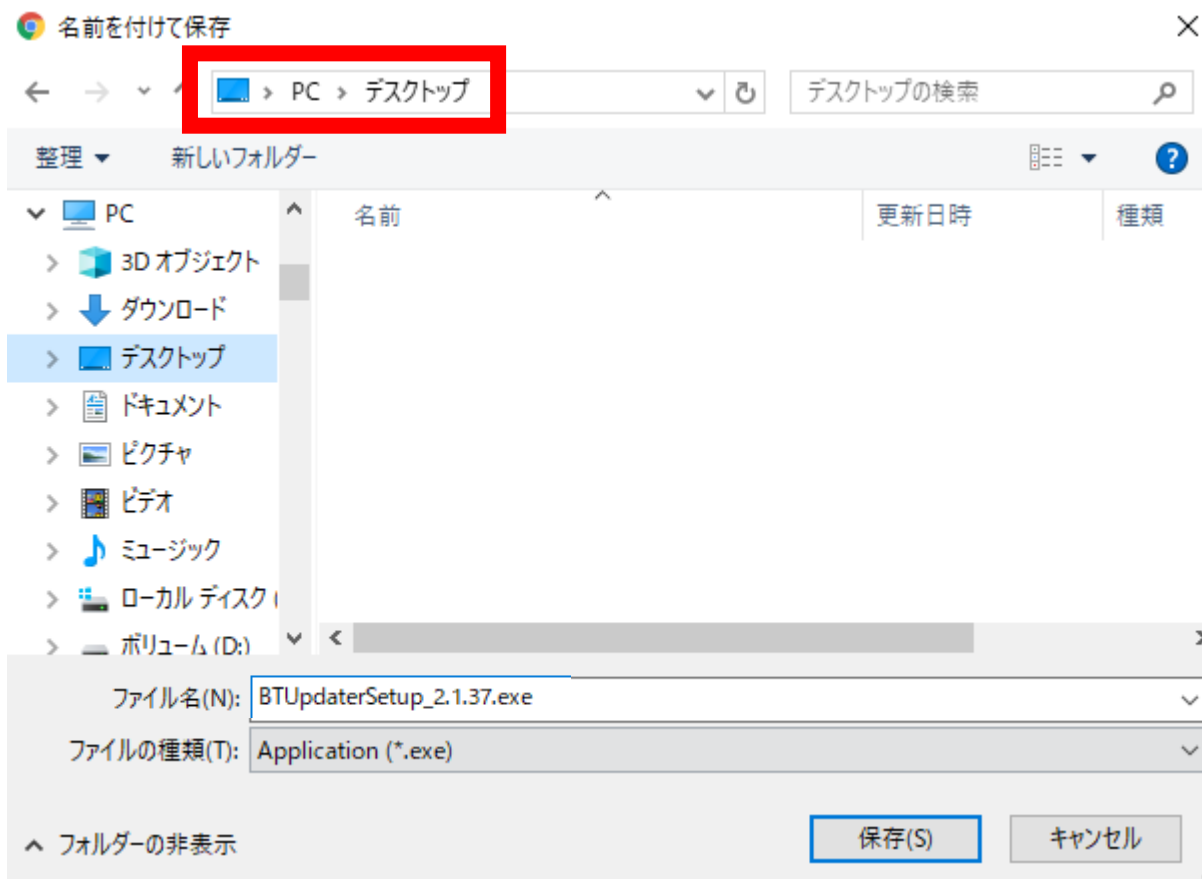 名前を付けて保存
PC › デスクトップ
デスクトップの検索
整理
新しいフォルダー
名前
更新日時
種類
PC
3D オブジェクト
ダウンロード
デスクトップ
ドキュメント
ピクチャ
ビデオ
ミュージック
ローカル ディスク (
ボリューム (D:)
ファイル名(N): BTUpdaterSetup_2.1.37.exe
ファイルの種類(T): Application (*.exe)
フォルダーの非表示
保存(S)
キャンセル